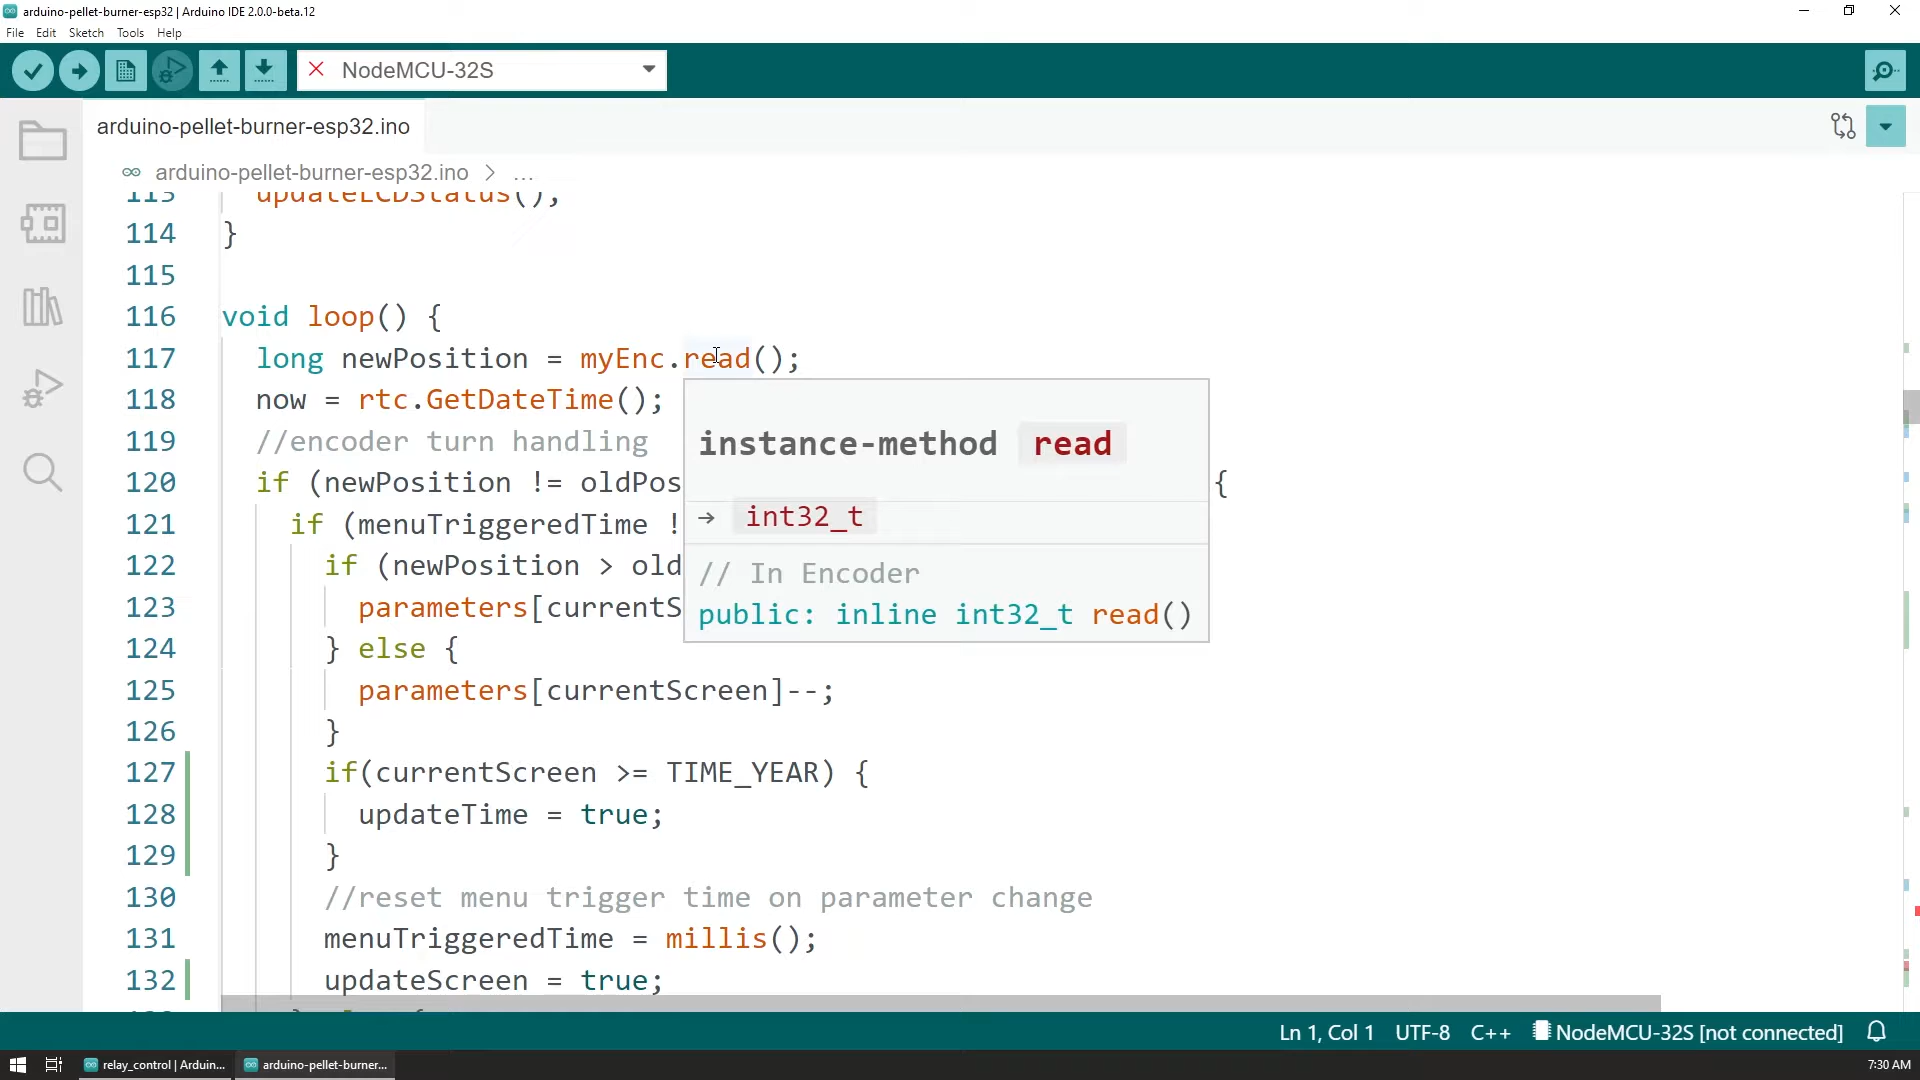 arduino-pellet-burner-esp32 | Arduino IDE 2.0.0-beta.12
File Edit Sketch Tools Help
NodeMCU-32S
arduino-pellet-burner-esp32.ino
arduino-pellet-burner-esp32.ino > ...
113 updateLCDStatus();
114 }
115
116 void loop() {
117 long newPosition = myEnc.read();
118 now = rtc.GetDateTime();
119 //encoder turn handling
120 if (newPosition != oldPos {
121 if (menuTriggeredTime !
122 if (newPosition > old
123 parameters[currentS
124 } else {
125 parameters[currentScreen]--;
126 }
127 if(currentScreen >= TIME_YEAR) {
128 updateTime = true;
129 }
130 //reset menu trigger time on parameter change
131 menuTriggeredTime = millis();
132 updateScreen = true;
instance-method read
→ int32_t
// In Encoder
public: inline int32_t read()
Ln 1, Col 1 UTF-8 C++ NodeMCU-32S [not connected]
relay_control | Arduin... arduino-pellet-burner... 7:30 AM